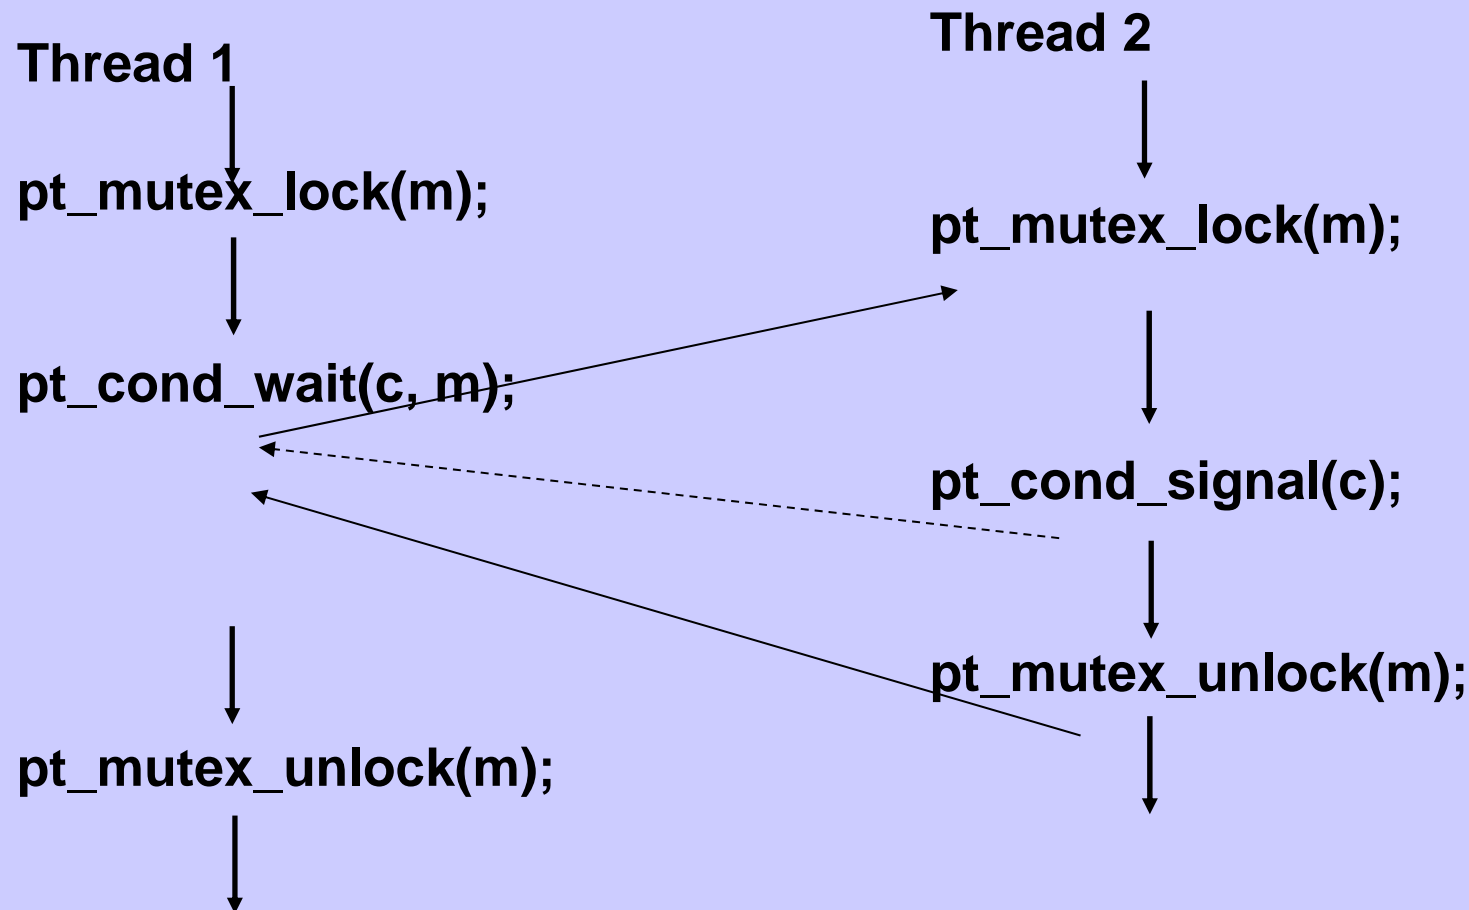 Thread 1
pt_mutex_lock(m);
pt_cond_wait(c, m);
pt_mutex_unlock(m);
Thread 2
pt_mutex_lock(m);
pt_cond_signal(c);
pt_mutex_unlock(m);